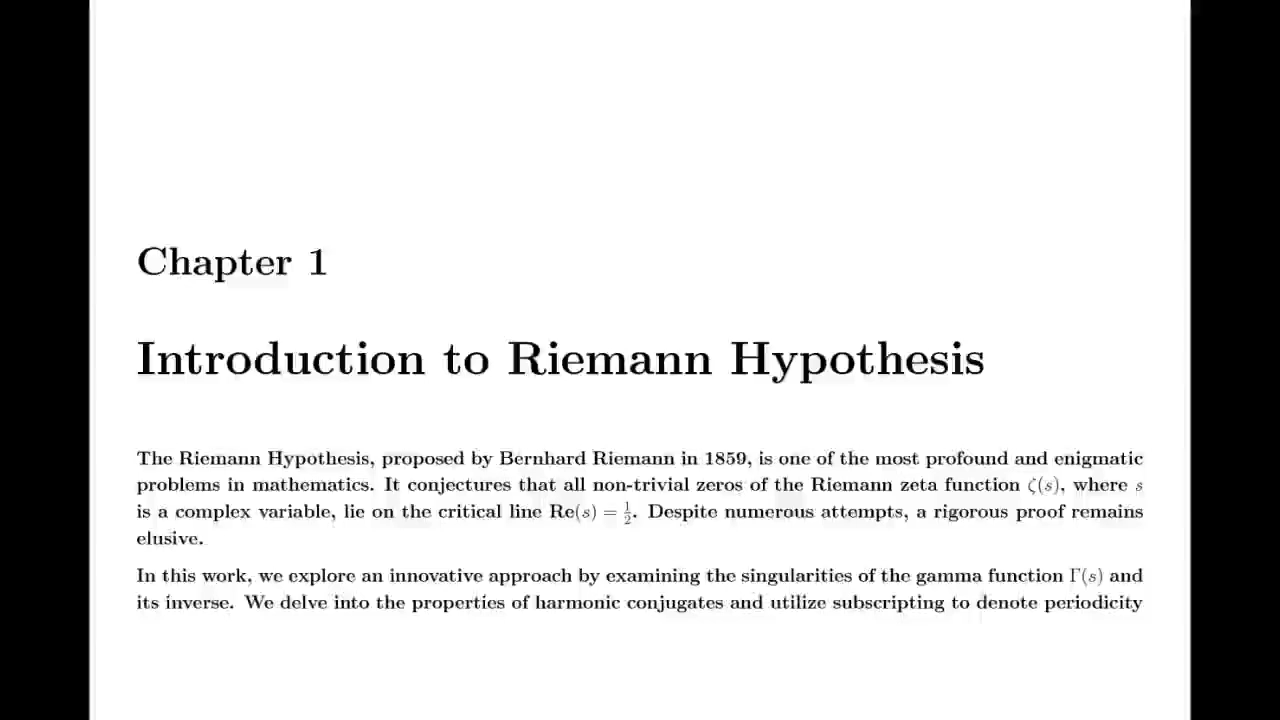 Chapter 1
Introduction to Riemann Hypothesis
The Riemann Hypothesis, proposed by Bernhard Riemann in 1859, is one of the most profound and enigmatic
problems in mathematics. It conjectures that all non-trivial zeros of the Riemann zeta function ζ(s), where s
is a complex variable, lie on the critical line Re(s) = 1/2. Despite numerous attempts, a rigorous proof remains
elusive.
In this work, we explore an innovative approach by examining the singularities of the gamma function Γ(s) and
its inverse. We delve into the properties of harmonic conjugates and utilize subscripting to denote periodicity